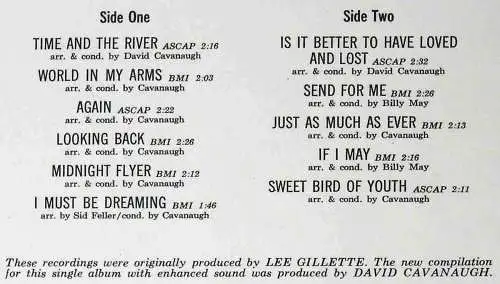 Side One
TIME AND THE RIVER ASCAP 2:16
arr. & cond. by David Cavanaugh
WORLD IN MY ARMS BMI 2:03
arr. & cond. by Cavanaugh
AGAIN ASCAP 2:22
arr. & cond. by Cavanaugh
LOOKING BACK BMI 2:26
arr. & cond. by Cavanaugh
MIDNIGHT FLYER BMI 2:12
arr. & cond. by Cavanaugh
I MUST BE DREAMING BMI 1:46
arr. by Sid Feller/cond. by Cavanaugh
Side Two
IS IT BETTER TO HAVE LOVED
AND LOST ASCAP 2:32
arr. & cond. by David Cavanaugh
SEND FOR ME BMI 2:26
arr. & cond. by Billy May
JUST AS MUCH AS EVER BMI 2:13
arr. & cond. by Cavanaugh
IF I MAY BMI 2:16
arr. & cond. by Billy May
SWEET BIRD OF YOUTH ASCAP 2:11
arr. & cond. by Cavanaugh
These recordings were originally produced by LEE GILLETTE. The new compilation
for this single album with enhanced sound was produced by DAVID CAVANAUGH.